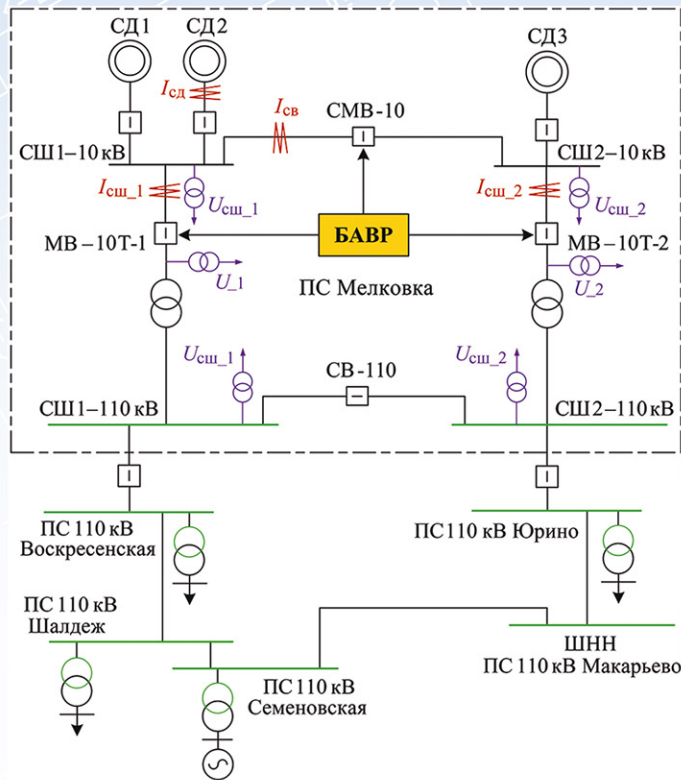 СД1
СД2
СД3
Iсд
Iсв
СМВ-10
СШ1–10 кВ
СШ2–10 кВ
Iсш_1
Uсш_1
Iсш_2
Uсш_2
БАВР
МВ–10Т-1
МВ–10Т-2
U_1
ПС Мелковка
U_2
Uсш_1
Uсш_2
СВ-110
СШ1–110 кВ
СШ2–110 кВ
ПС 110 кВ
Воскресенская
ПС110 кВ Юрино
ПС 110 кВ
Шалдеж
ШНН
ПС 110 кВ Макарьево
ПС 110 кВ
Семеновская